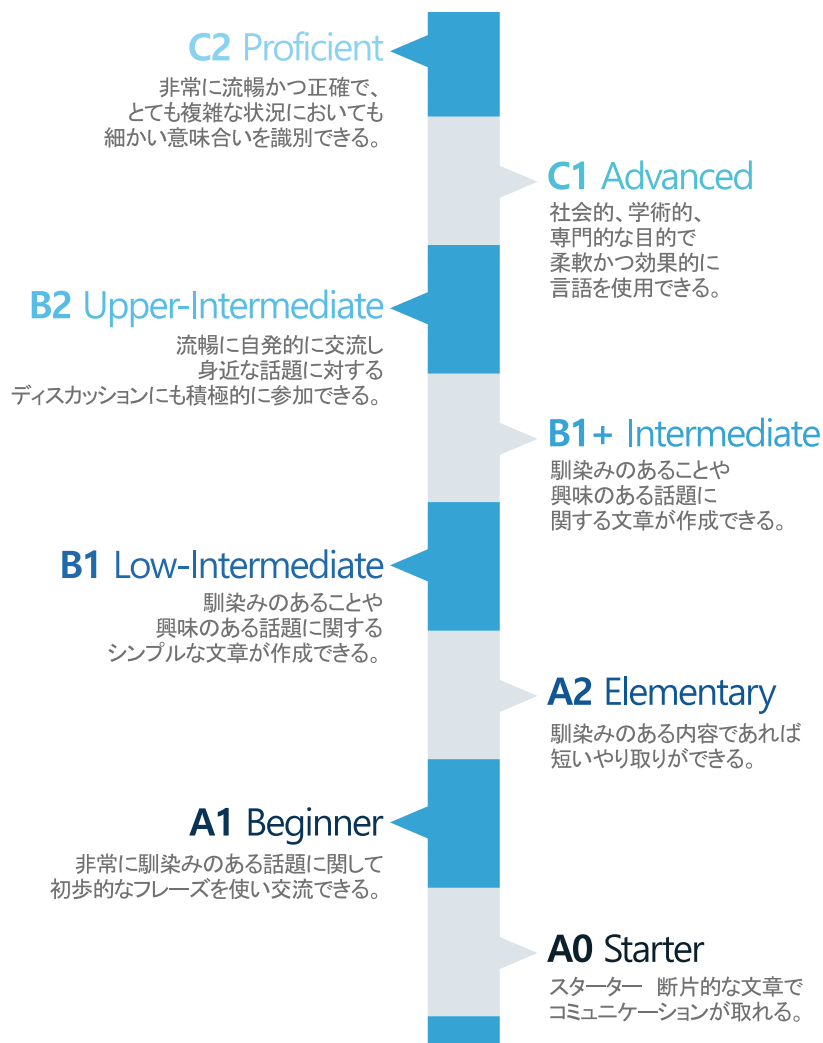 C2 Proficient
非常に流暢かつ正確で、
とても複雑な状況においても
細かい意味合いを識別できる。
C1 Advanced
社会的、学術的、
専門的な目的で
柔軟かつ効果的に
言語を使用できる。
B2 Upper-Intermediate
流暢に自発的に交流し
身近な話題に対する
ディスカッションにも積極的に参加できる。
B1+ Intermediate
馴染みのあることや
興味のある話題に
関する文章が作成できる。
B1 Low-Intermediate
馴染みのあることや
興味のある話題に関する
シンプルな文章が作成できる。
A2 Elementary
馴染みのある内容であれば
短いやり取りができる。
A1 Beginner
非常に馴染みのある話題に関して
初歩的なフレーズを使い交流できる。
A0 Starter
スターター 断片的な文章で
コミュニケーションが取れる。